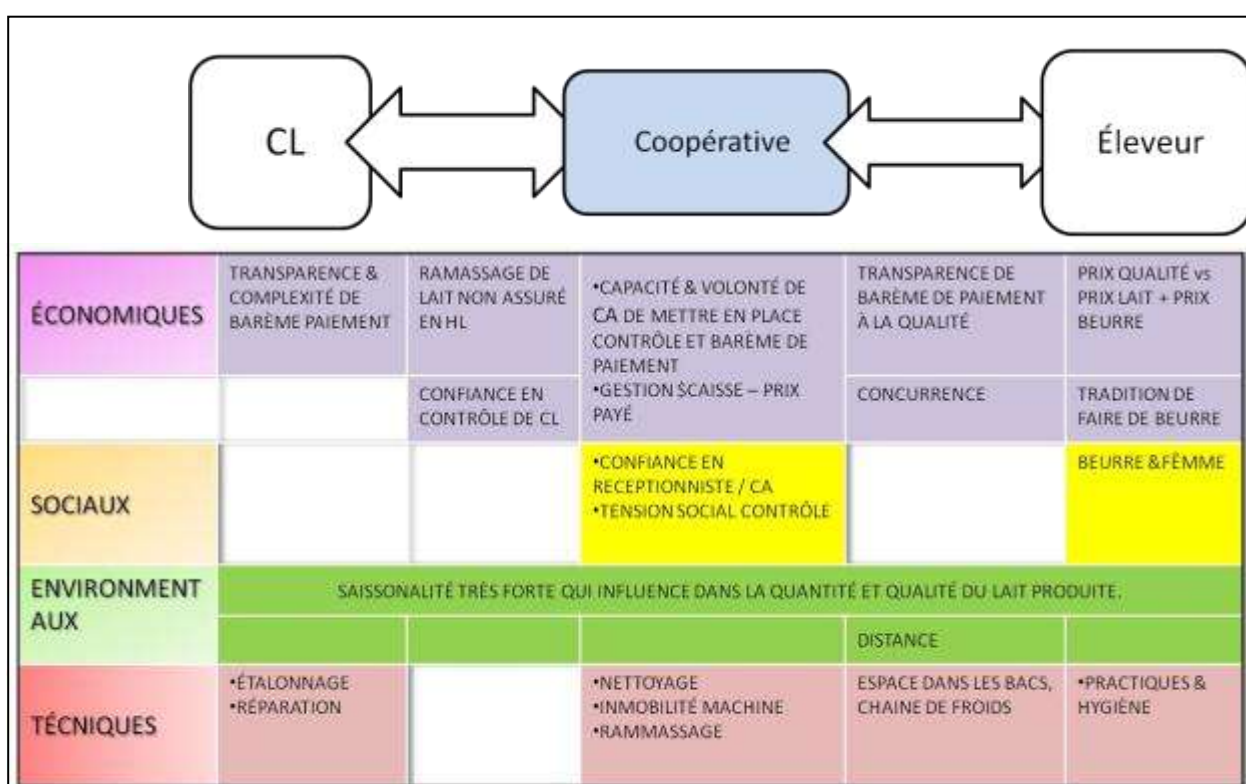 CL
Coopérative
Éleveur
ÉCONOMIQUES
TRANSPARENCE &
COMPLEXITÉ DE
BARÈME PAIEMENT
RAMASSAGE DE
LAIT NON ASSURÉ
EN HL
•CAPACITÉ & VOLONTÉ DE
CA DE METTRE EN PLACE
CONTRÔLE ET BARÈME DE
PAIEMENT
•GESTION $CAISSE – PRIX
PAYÉ
TRANSPARENCE DE
BARÈME DE PAIEMENT
À LA QUALITÉ
PRIX QUALITÉ vs
PRIX LAIT + PRIX
BEURRE
CONFIANCE EN
CONTRÔLE DE CL
CONCURRENCE
TRADITION DE
FAIRE DE BEURRE
SOCIAUX
•CONFIANCE EN
RECEPTIONNISTE / CA
•TENSION SOCIAL CONTRÔLE
BEURRE &FÊMME
ENVIRONMENT
AUX
SAISSONALITÉ TRÈS FORTE QUI INFLUENCE DANS LA QUANTITÉ ET QUALITÉ DU LAIT PRODUITE.
DISTANCE
TÉCNIQUES
•ÉTALONNAGE
•RÉPARATION
•NETTOYAGE
•INMOBILITÉ MACHINE
•RAMMASSAGE
ESPACE DANS LES BACS,
CHAINE DE FROIDS
•PRACTIQUES &
HYGIÈNE